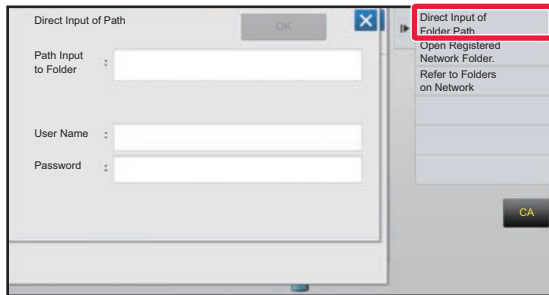 Direct Input of Path
OK
Path Input
to Folder :
User Name :
Password :
Direct Input of
Folder Path
Open Registered
Network Folder.
Refer to Folders
on Network
CA